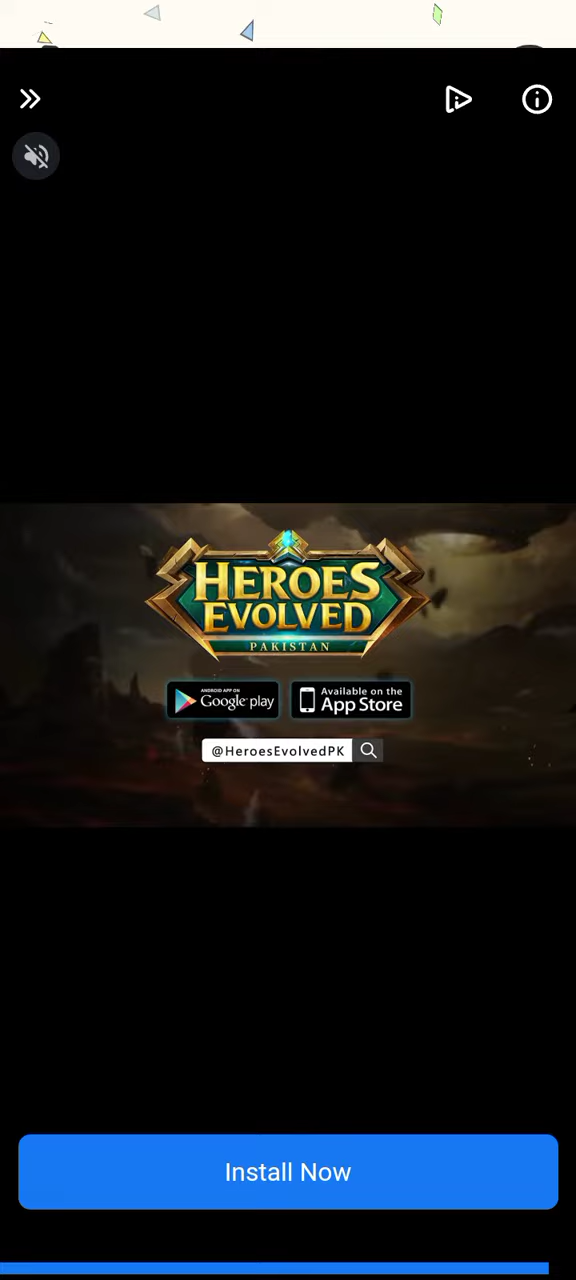 HEROES
EVOLVED
PAKISTAN
ANDROID APP ON
Google play
Available on the
App Store
@HeroesEvolvedPK
Install Now